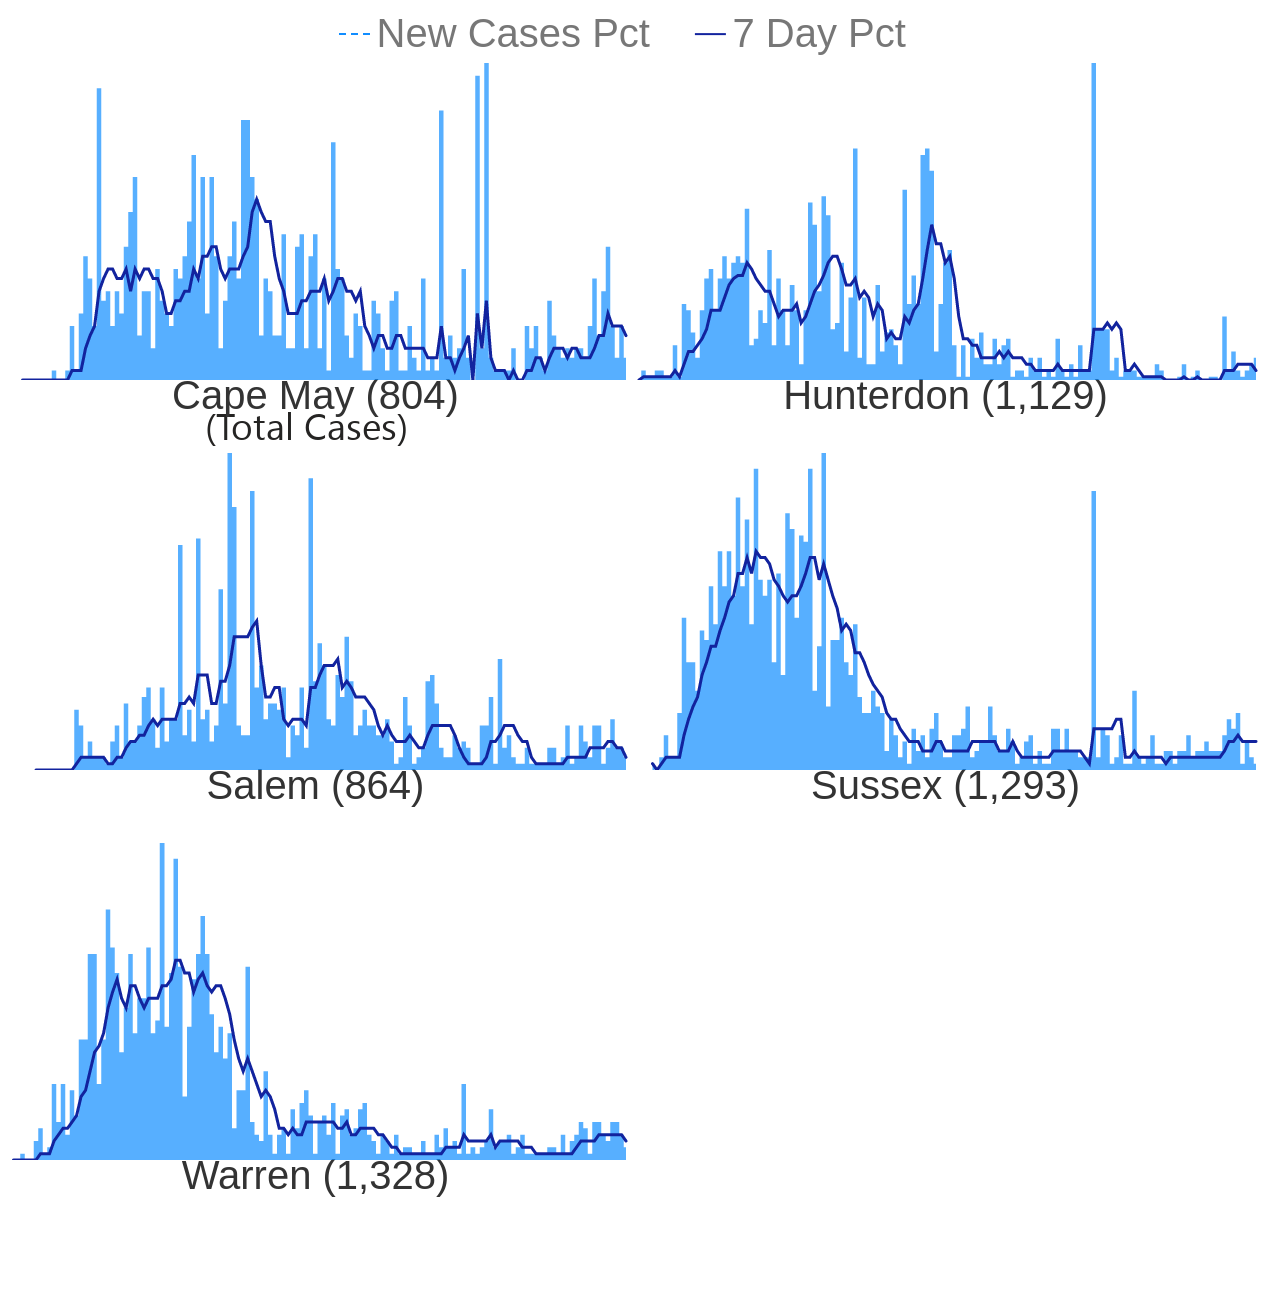 New Cases Pct 7 Day Pct
Cape May (804) Hunterdon (1,129)
(Total Cases)
Salem (864) Sussex (1,293)
Warren (1,328)